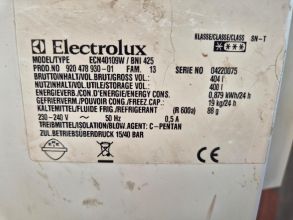 Electrolux
KLASSE/CLASSE/CLASS SN-T
MODEL/TYPE ECN40109W / BNI 425
PROD.NO 920 478 930-01 FAM. 13 SERIE NO 04220075
BRUTTOINHALT/VOL.BRUT/GROSS VOL.: 404 l
NUTZINHALT/VOL.UTILE/STORAGE VOL.: 400 l
ENERGIEVERB./CON.D'ENERGIE/ENERGY CONS. 0,879 kWh/24 h
GEFRIERVERM./POUVOIR CONG./FREEZ.CAP.: 19 kg/24 h
KÄLTEMITTEL/FLUIDE FRIG./REFRIGERANT (R 600a) 88 g
230-240 V ~ 50 Hz 0,5 A
TREIBMITTEL/ISOLATION/BLOW.AGENT: C-PENTAN
ZUL.BETRIEBSÜBERDRUCK 15/40 BAR
CE